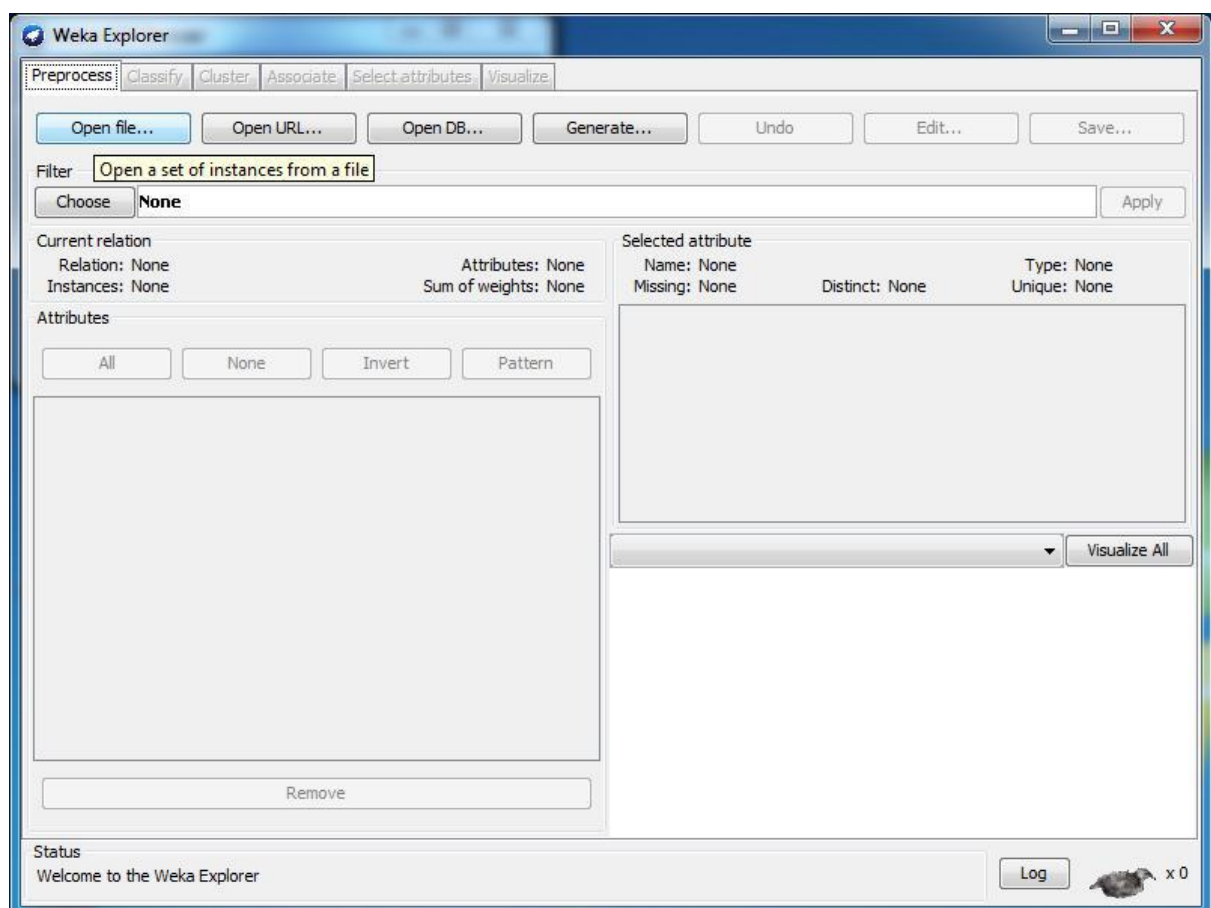 Weka Explorer
Preprocess Classify Cluster Associate Select attributes Visualize
Open file... Open URL... Open DB... Generate... Undo Edit... Save...
Filter Open a set of instances from a file
Choose None Apply
Current relation
Relation: None Attributes: None
Instances: None Sum of weights: None
Selected attribute
Name: None Type: None
Missing: None Distinct: None Unique: None
Attributes
All None Invert Pattern
Visualize All
Remove
Status
Welcome to the Weka Explorer
Log x 0